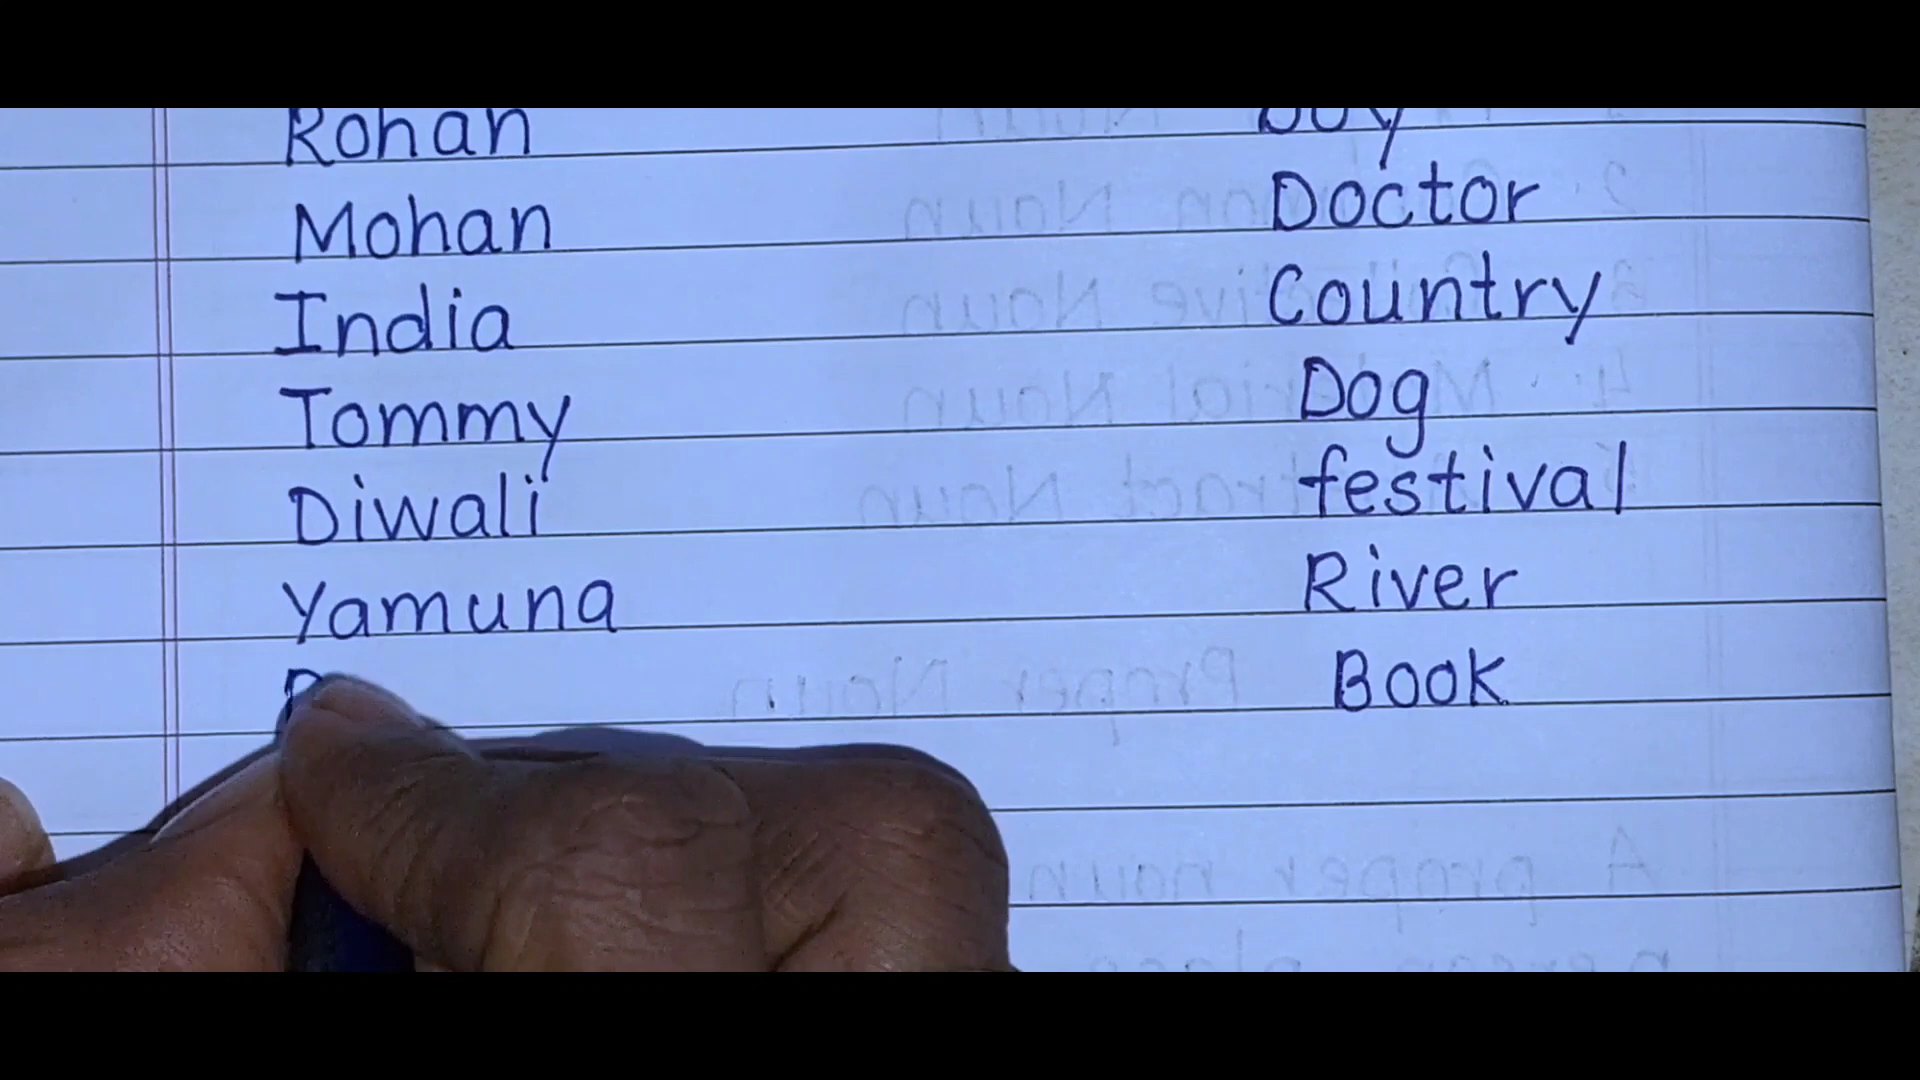 Rohan Boy
Mohan Doctor
India Country
Tommy Dog
Diwali festival
Yamuna River
Book